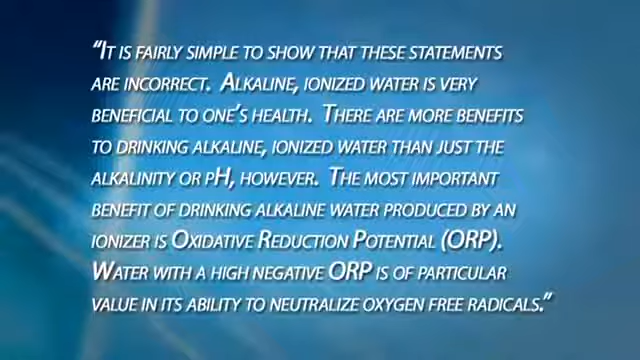 “It is fairly simple to show that these statements
are incorrect. Alkaline, ionized water is very
beneficial to one’s health. There are more benefits
to drinking alkaline, ionized water than just the
alkalinity or pH, however. The most important
benefit of drinking alkaline water produced by an
ionizer is Oxidative Reduction Potential (ORP).
Water with a high negative ORP is of particular
value in its ability to neutralize oxygen free radicals.”